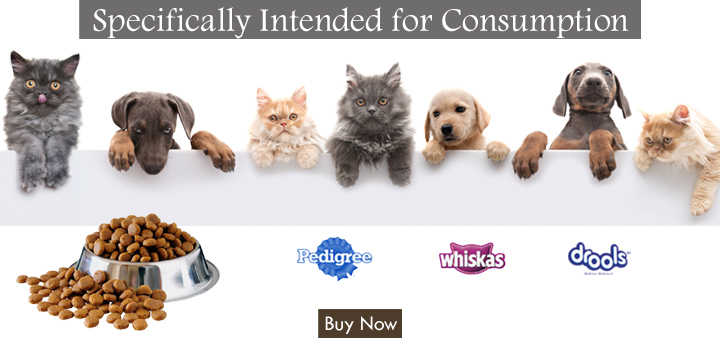 Specifically Intended for Consumption
Pedigree
whiskas
drools
Buy Now